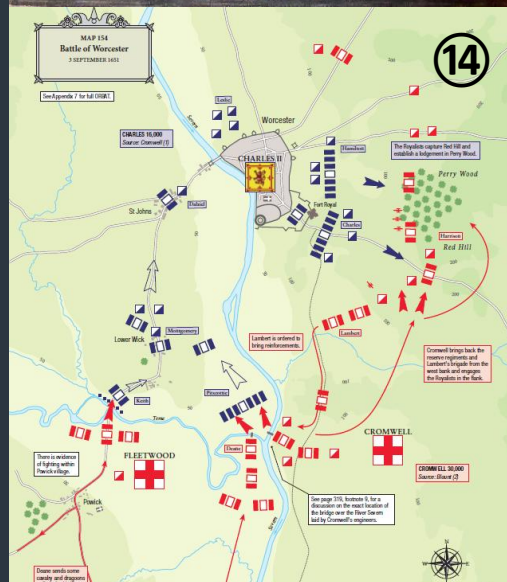 MAP 154
Battle of Worcester
3 SEPTEMBER 1651
14
See Appendix 7 for full ORBAT.
Leslie
Severn
Worcester
CHARLES 16,000
Source: Cromwell (1)
CHARLES II
Hamilton
The Royalists capture Red Hill and
establish a lodgement in Perry Wood.
Perry Wood
St Johns
Dalziel
Fort Royal
Charles
Harrison
Red Hill
Lower Wick
Montgomery
Lambert
Lambert is ordered to
bring reinforcements.
Cromwell brings back the
reserve regiments and
Lambert's brigade from the
west bank and engages
the Royalists in the flank.
Keith
Pitscottie
Teme
There is evidence
of fighting within
Powick village.
FLEETWOOD
Deane
CROMWELL
CROMWELL 30,000
Source: Blount (2)
Powick
See page 319, footnote 9, for a
discussion on the exact location of
the bridge over the River Severn
laid by Cromwell's engineers.
Severn
Deane sends some
cavalry and dragoons
N